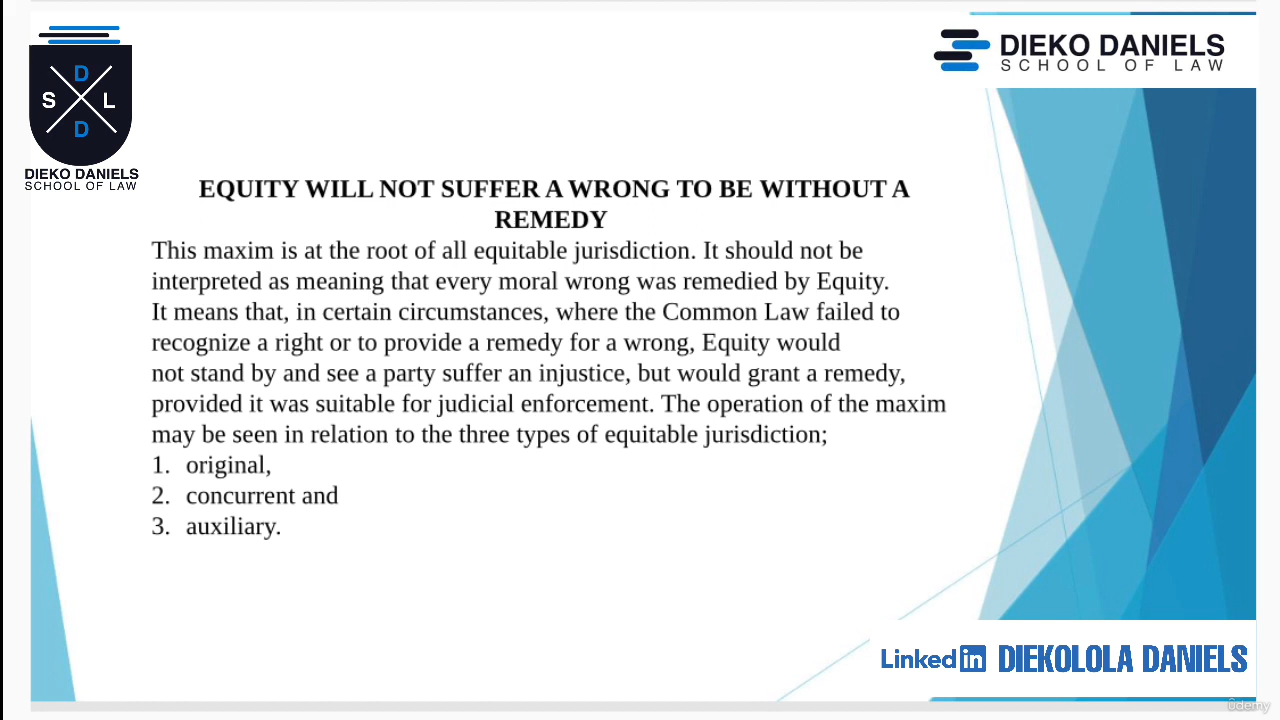 D
S L
D
DIEKO DANIELS
SCHOOL OF LAW
DIEKO DANIELS
SCHOOL OF LAW
EQUITY WILL NOT SUFFER A WRONG TO BE WITHOUT A
REMEDY
This maxim is at the root of all equitable jurisdiction. It should not be
interpreted as meaning that every moral wrong was remedied by Equity.
It means that, in certain circumstances, where the Common Law failed to
recognize a right or to provide a remedy for a wrong, Equity would
not stand by and see a party suffer an injustice, but would grant a remedy,
provided it was suitable for judicial enforcement. The operation of the maxim
may be seen in relation to the three types of equitable jurisdiction;
1. original,
2. concurrent and
3. auxiliary.
Linkedin DIEKOLOLA DANIELS
ûdemy